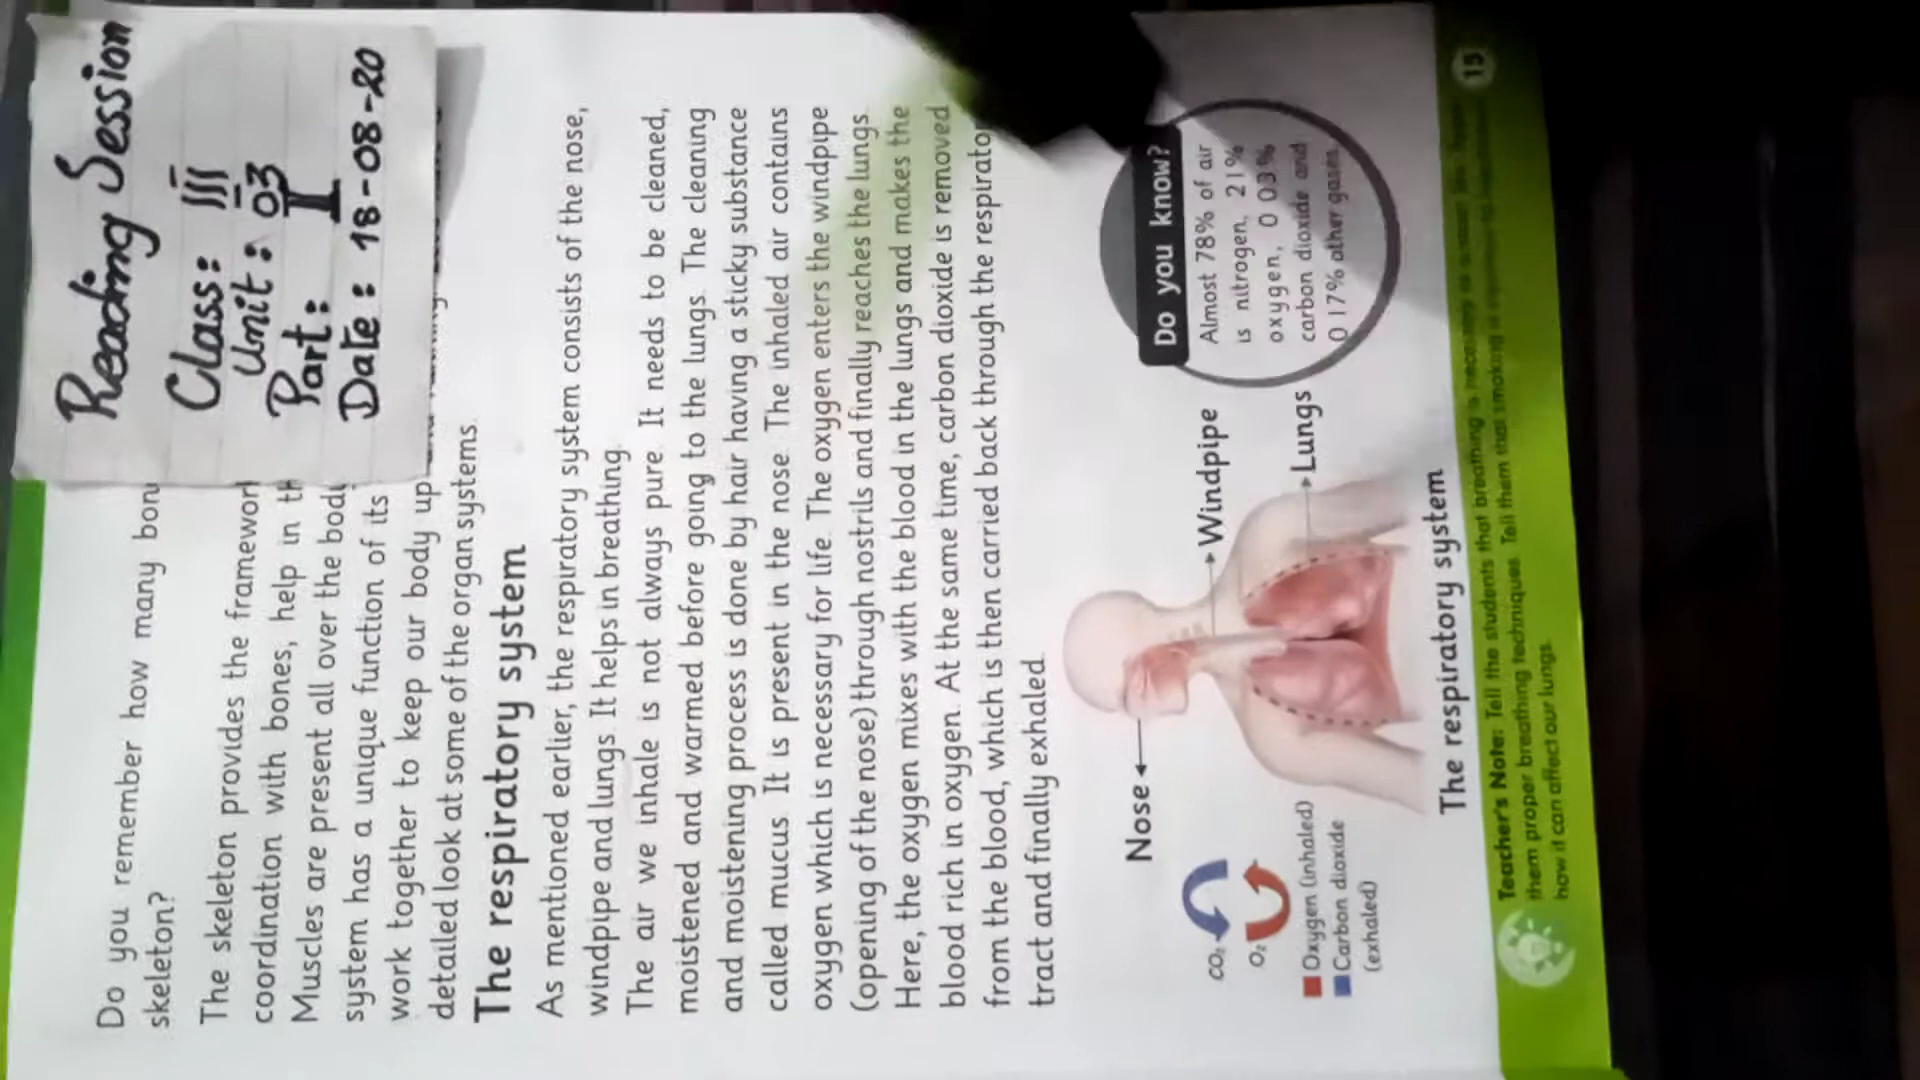 Reading Session
Class: III
Unit: 03
Part: II
Date: 18-08-20
Do you remember how many
skeleton?
The skeleton provides the
coordination with bones, help in
Muscles are present all over the
system has a unique function of its
work together to keep our body up
detailed look at some of the organ systems.
The respiratory system
As mentioned earlier, the respiratory system consists of the nose,
windpipe and lungs. It helps in breathing.
The air we inhale is not always pure. It needs to be cleaned,
moistened and warmed before going to the lungs. The cleaning
and moistening process is done by hair having a sticky substance
called mucus. It is present in the nose. The inhaled air contains
oxygen which is necessary for life. The oxygen enters the windpipe
(opening of the nose) through nostrils and finally reaches the lungs.
Here, the oxygen mixes with the blood in the lungs and makes the
blood rich in oxygen. At the same time, carbon dioxide is removed
from the blood, which is then carried back through the
tract and finally exhaled.
Nose
Windpipe
Lungs
CO₂
O₂
Oxygen (inhaled)
Carbon dioxide
(exhaled)
The respiratory system
Do you know?
Almost 78% of air
is nitrogen, 21%
oxygen, 0.03%
carbon dioxide and
0.17% other gases.
Teacher's Note: Tell the students that breathing is necessary
them proper breathing techniques. Tell them that smoking is
how it can affect our lungs.
15